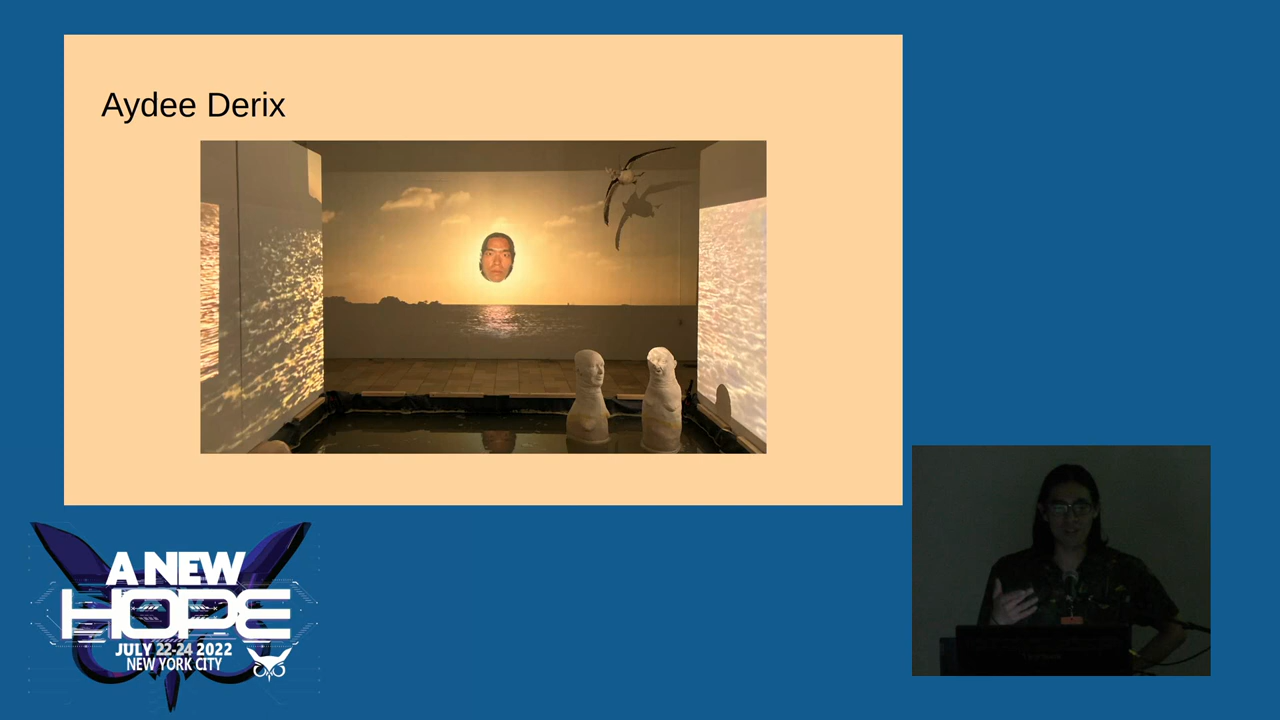 Aydee Derix
A NEW
HOPE
JULY 22-24 2022
NEW YORK CITY